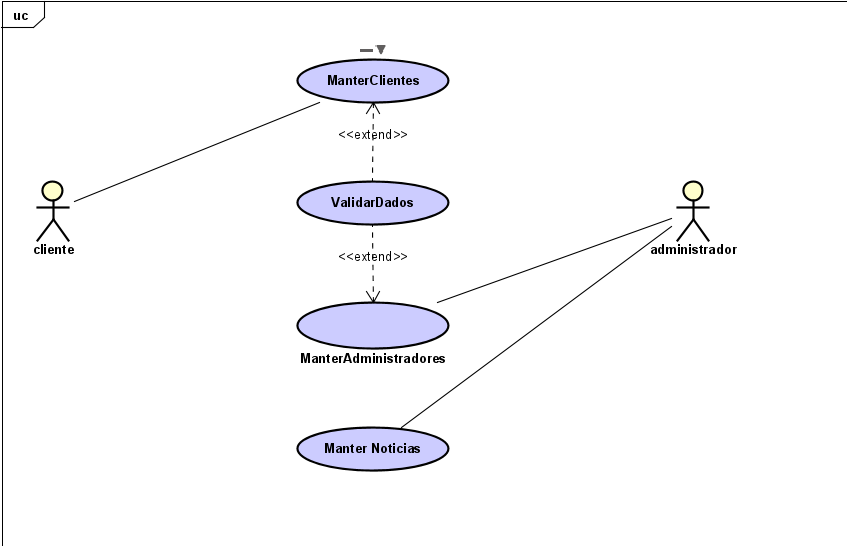 uc
ManterClientes
<<extend>>
ValidarDados
cliente
administrador
<<extend>>
ManterAdministradores
Manter Noticias